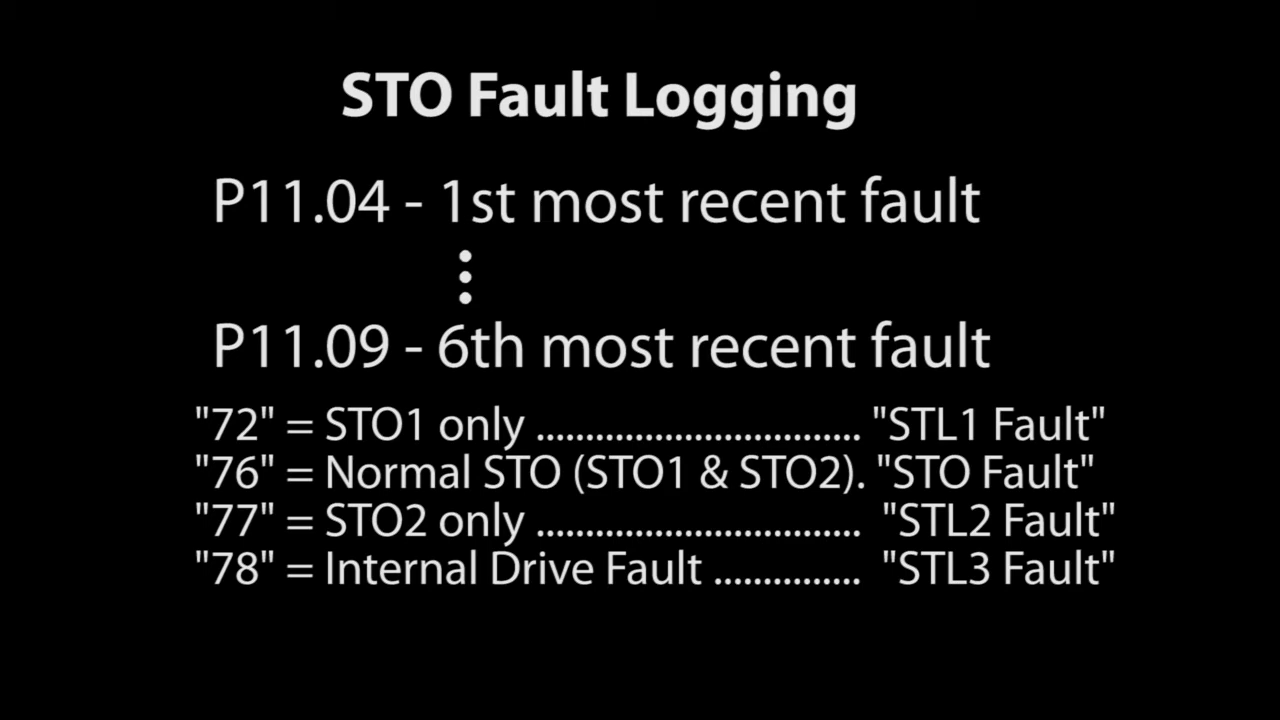 STO Fault Logging
P11.04 - 1st most recent fault
P11.09 - 6th most recent fault
"72" = STO1 only ................................. "STL1 Fault"
"76" = Normal STO (STO1 & STO2). "STO Fault"
"77" = STO2 only ................................. "STL2 Fault"
"78" = Internal Drive Fault ............... "STL3 Fault"